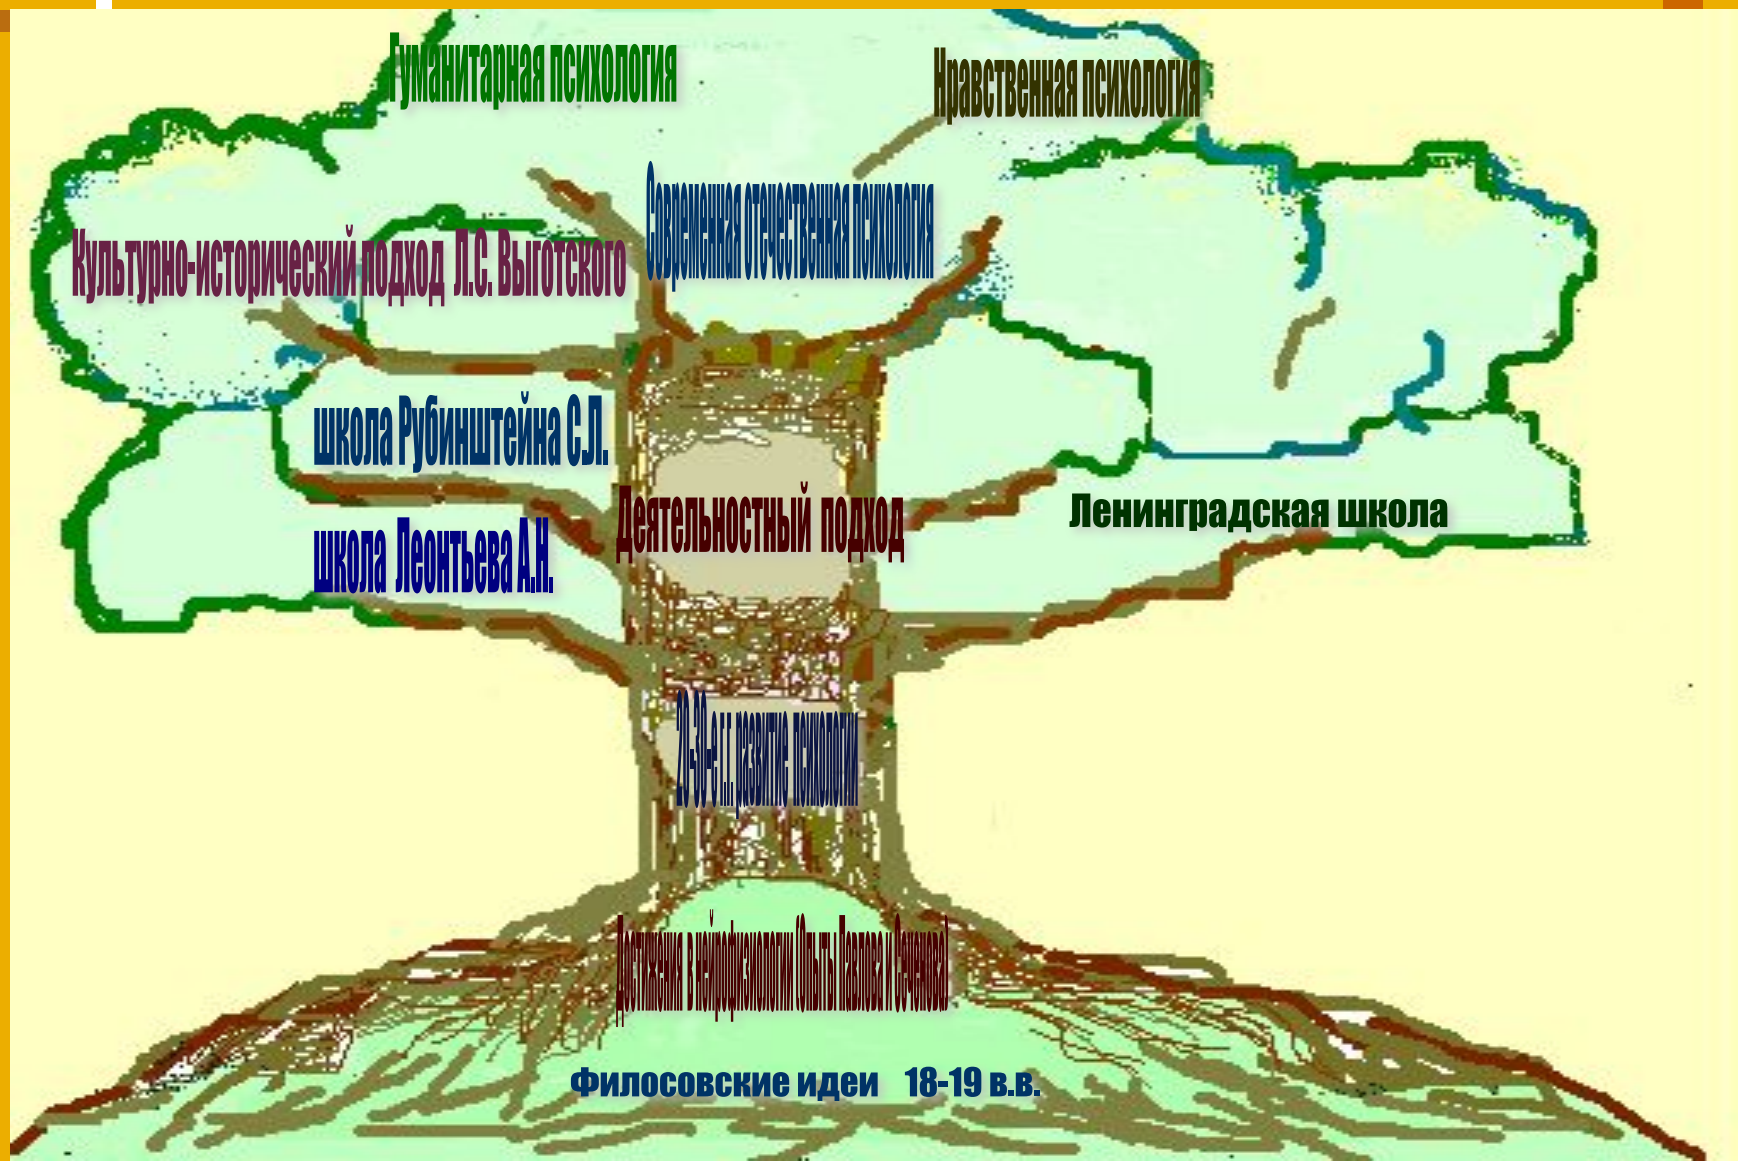 Гуманитарная психология
Нравственная психология
Современная отечественная психология
Культурно-исторический подход Л.С. Выготского
школа Рубинштейна С.Л.
Деятельностный подход
Ленинградская школа
школа Леонтьева А.Н.
20-30-е г.г. развитие психологии
Достижения в нейрофизиологии (Опыты Павлова и Сеченова)
Филосовские идеи 18-19 в.в.